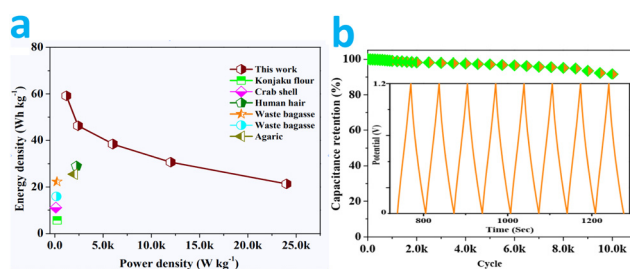 a
80
60
40
20
0
Energy density (Wh kg⁻¹)
This work
Konjaku flour
Crab shell
Human hair
Waste bagasse
Waste bagasse
Agaric
0.0 5.0k 10.0k 15.0k 20.0k 25.0k
Power density (W kg⁻¹)
b
100
80
60
40
20
0
Capacitance retention (%)
1.2
0
Potential (V)
800 1000 1200
Time (Sec)
0.0 2.0k 4.0k 6.0k 8.0k 10.0k
Cycle